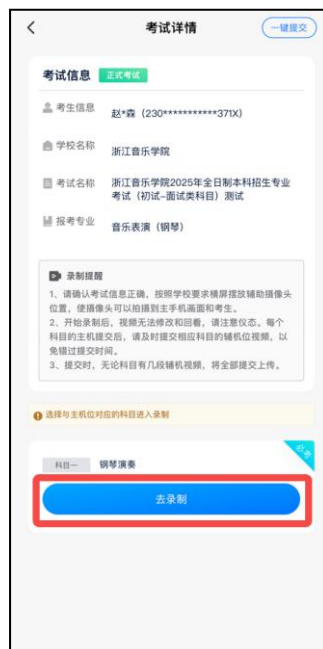 考试详情
一键提交
考试信息 正式考试
考生信息 赵*森（230***********371X）
学校名称 浙江音乐学院
考试名称 浙江音乐学院2025年全日制本科招生专业
考试（初试-面试类科目）测试
报考专业 音乐表演（钢琴）
录制提醒
1、请确认考试信息正确，按照学校要求横屏摆放辅助摄像头
位置，使摄像头可以拍摄到主手机画面和考生。
2、开始录制后，视频无法修改和回看，请注意仪态。每个
科目的主机提交后，请及时提交相应科目的辅机位视频，以
免错过提交时间。
3、提交时，无论科目有几段辅机视频，将全部提交上传。
选择与主机位对应的科目进入录制
科目一 钢琴演奏
必考
去录制